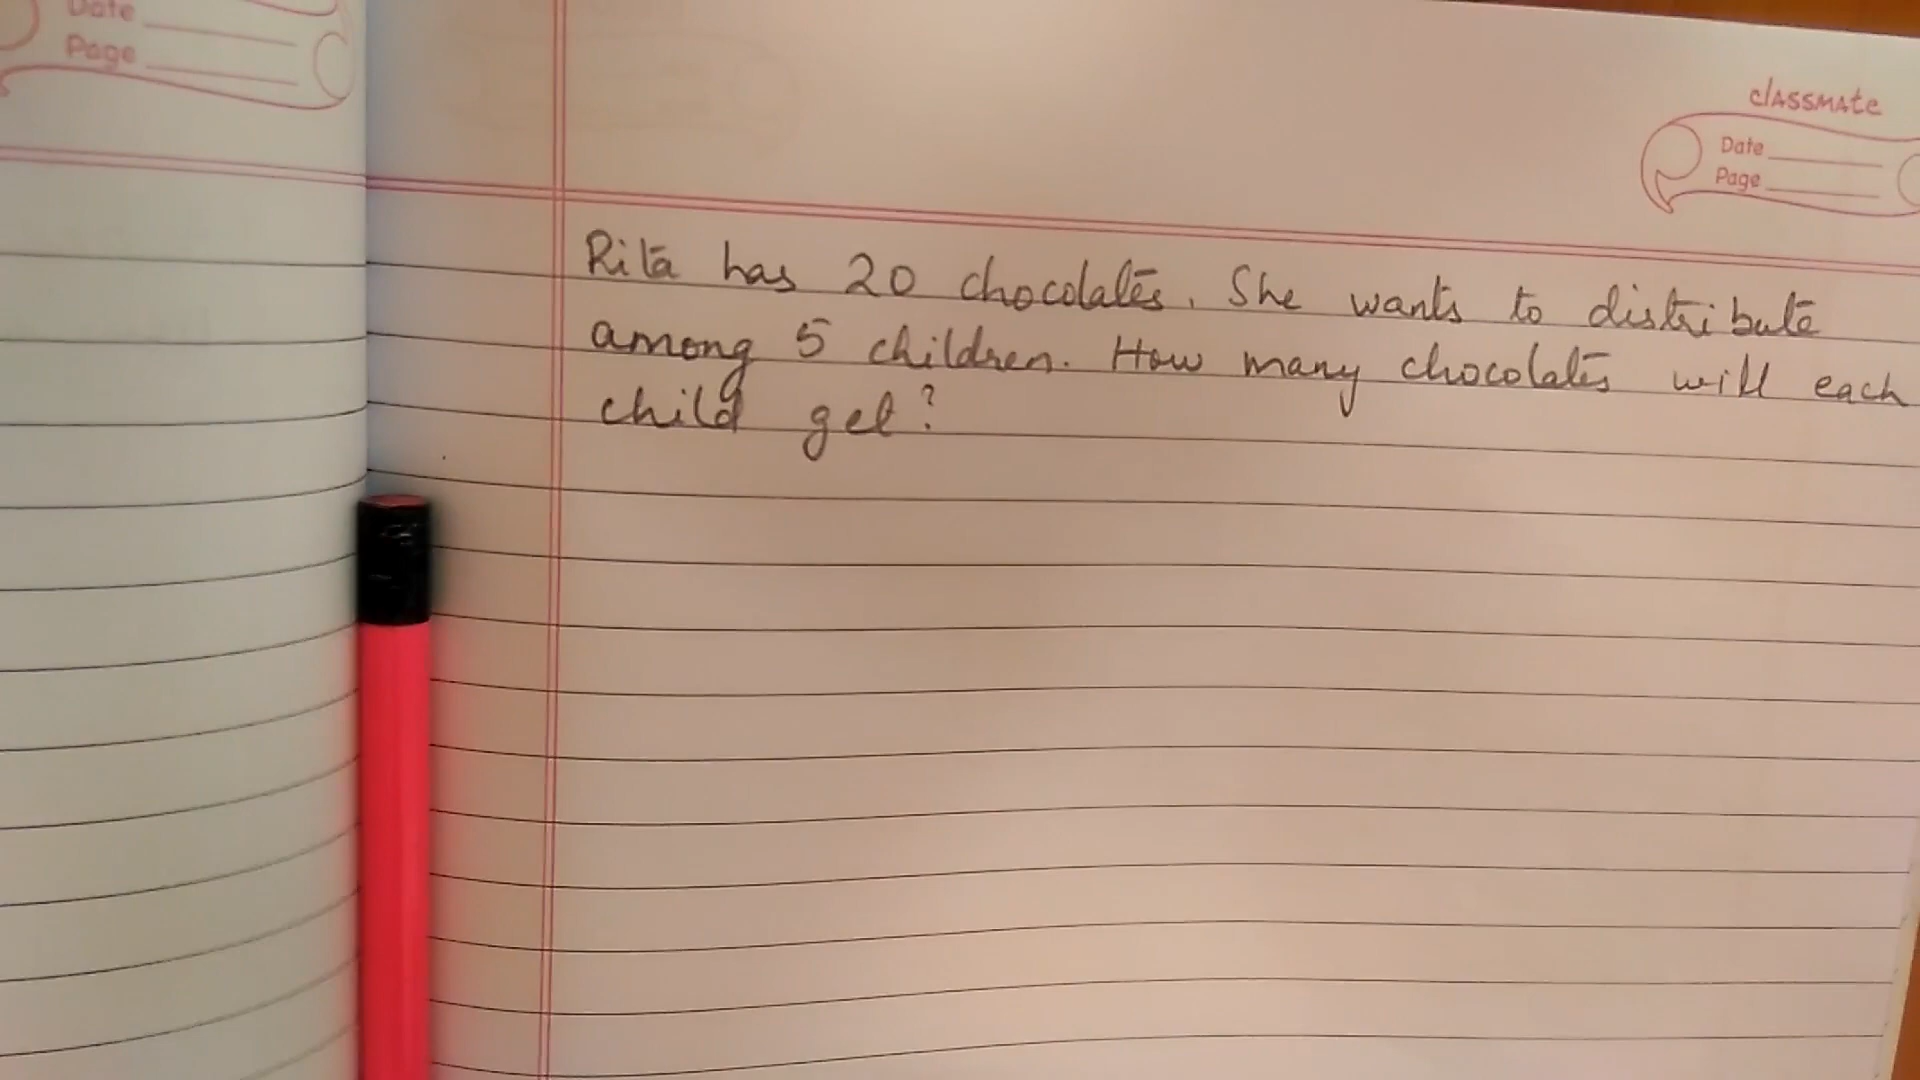 Date
Page
classmate
Date
Page
Rita has 20 chocolates. She wants to distribute
among 5 children. How many chocolates will each
child get?